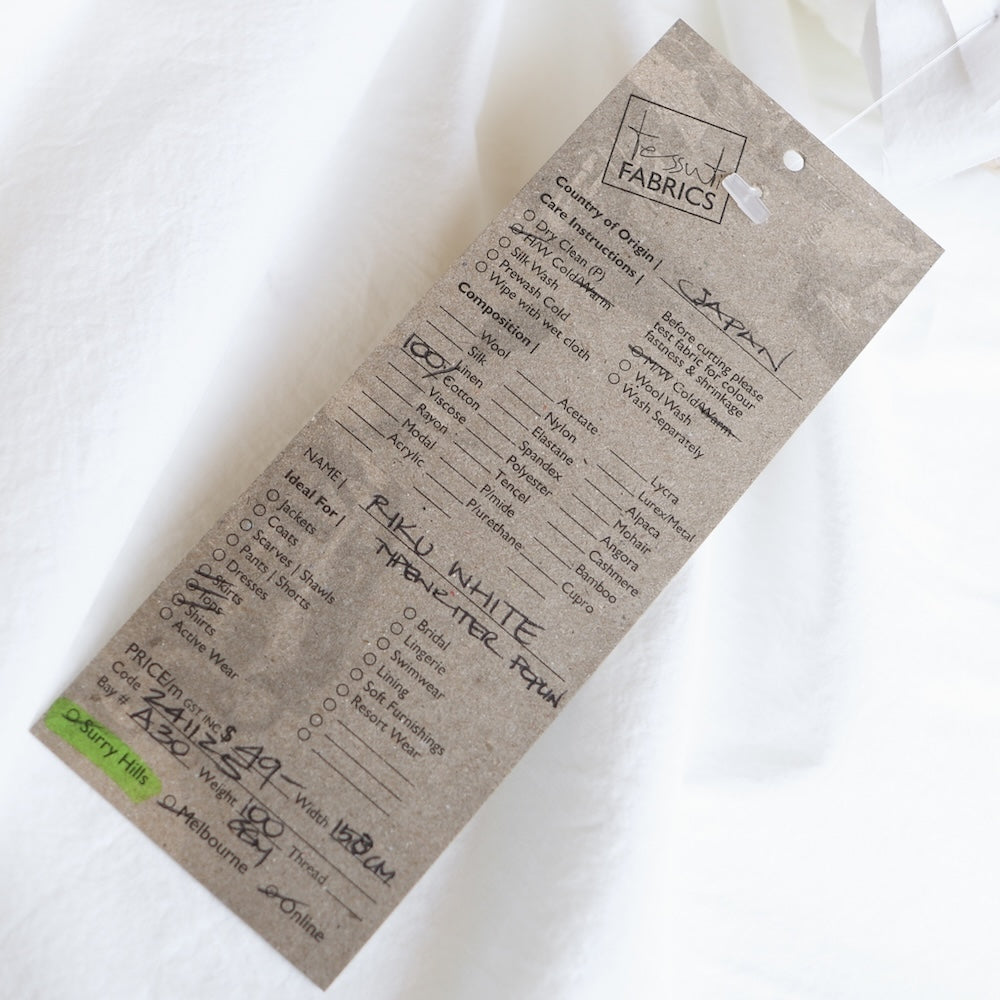 tessuti
FABRICS
Country of Origin | JAPAN
Care Instructions |
Dry Clean (P)
H/W Cold/Warm
Silk Wash
Prewash Cold
Wipe with wet cloth
Before cutting please
test fabric for colour
fastness & shrinkage
H/W Cold/Warm
Wool Wash
Wash Separately
Composition |
Wool
Silk
Linen
100% Cotton
Viscose
Rayon
Modal
Acrylic
Acetate
Nylon
Elastane
Spandex
Polyester
Tencel
P/mide
P/urethane
Lycra
Lurex/Metal
Alpaca
Mohair
Angora
Cashmere
Bamboo
Cupro
NAME | RIKU WHITE
TYPEWRITER POPLIN
Ideal For |
Jackets
Coats
Scarves | Shawls
Pants | Shorts
Dresses
Skirts
Tops
Shirts
Active Wear
Bridal
Lingerie
Swimwear
Lining
Soft Furnishings
Resort Wear
PRICE/m GST INC. $ 49- Width 158 CM
Code 241125 Weight 100 GSM Thread
Bay # A30
Surry Hills
Melbourne
Online